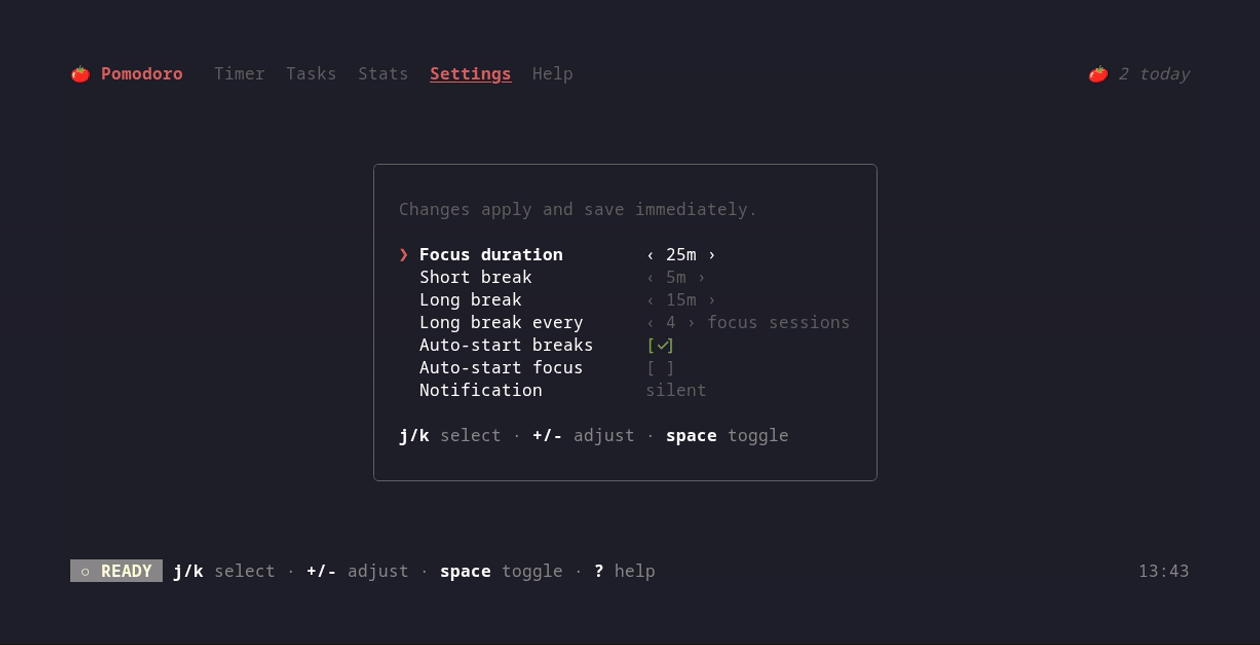 🍅 Pomodoro Timer Tasks Stats Settings Help 🍅 2 today
Changes apply and save immediately.
❯ Focus duration ‹ 25m ›
Short break ‹ 5m ›
Long break ‹ 15m ›
Long break every ‹ 4 › focus sessions
Auto-start breaks [✓]
Auto-start focus [ ]
Notification silent
j/k select · +/- adjust · space toggle
○ READY j/k select · +/- adjust · space toggle · ? help 13:43